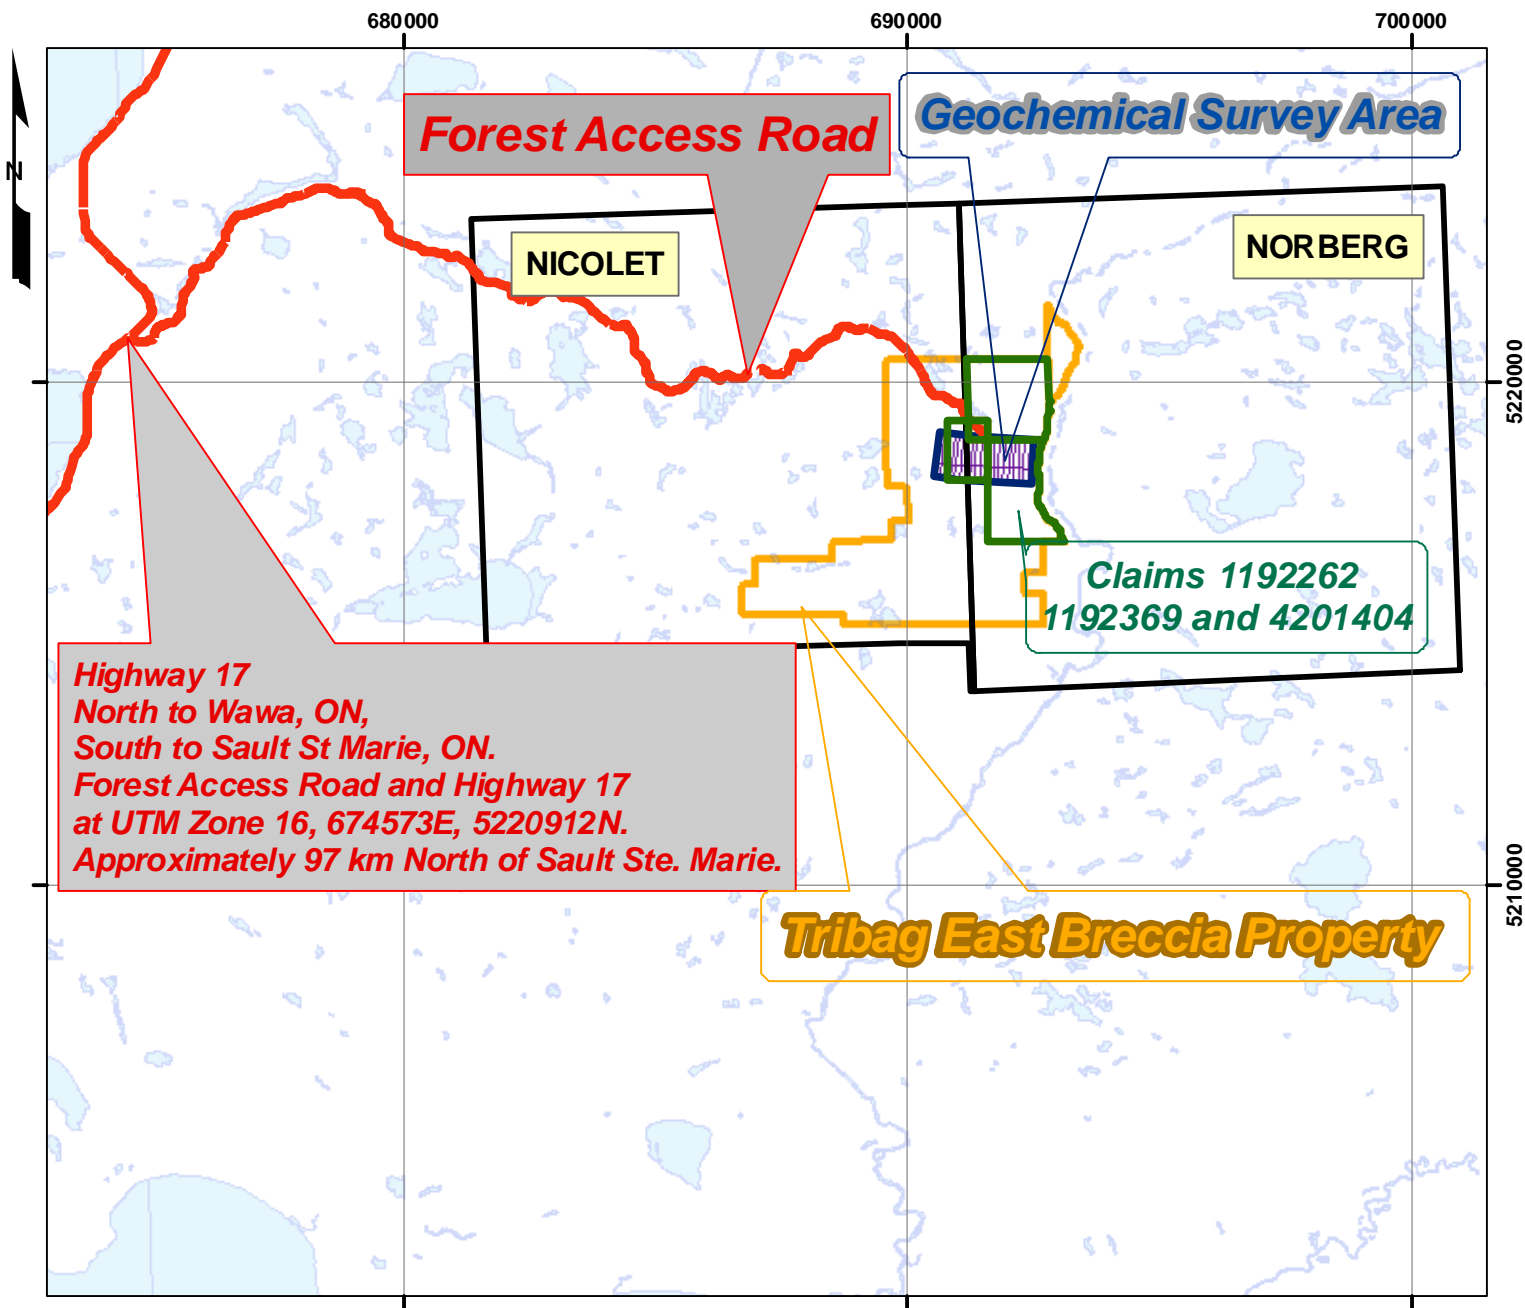 680000
690000
700000
N
Forest Access Road
Geochemical Survey Area
NICOLET
NORBERG
5220000
Claims 1192262
1192369 and 4201404
Highway 17
North to Wawa, ON,
South to Sault St Marie, ON.
Forest Access Road and Highway 17
at UTM Zone 16, 674573E, 5220912N.
Approximately 97 km North of Sault Ste. Marie.
5210000
Tribag East Breccia Property